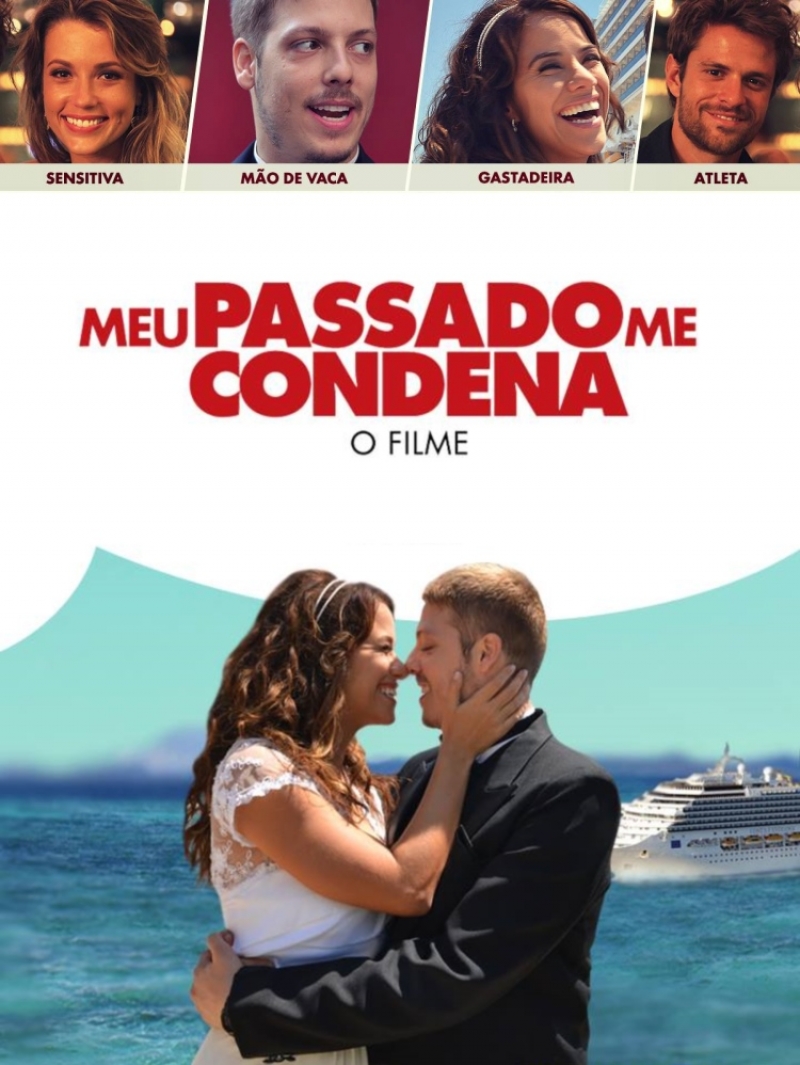 SENSITIVA
MÃO DE VACA
GASTADEIRA
ATLETA
MEU PASSADO ME
CONDENA
O FILME